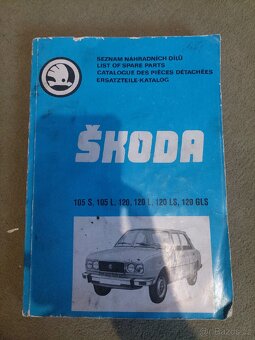 SEZNAM NÁHRADNÍCH DÍLŮ
LIST OF SPARE PARTS
CATALOGUE DES PIÈCES DÉTACHÉES
ERSATZTEILE-KATALOG
ŠKODA
105 S, 105 L, 120, 120 L, 120 LS, 120 GLS